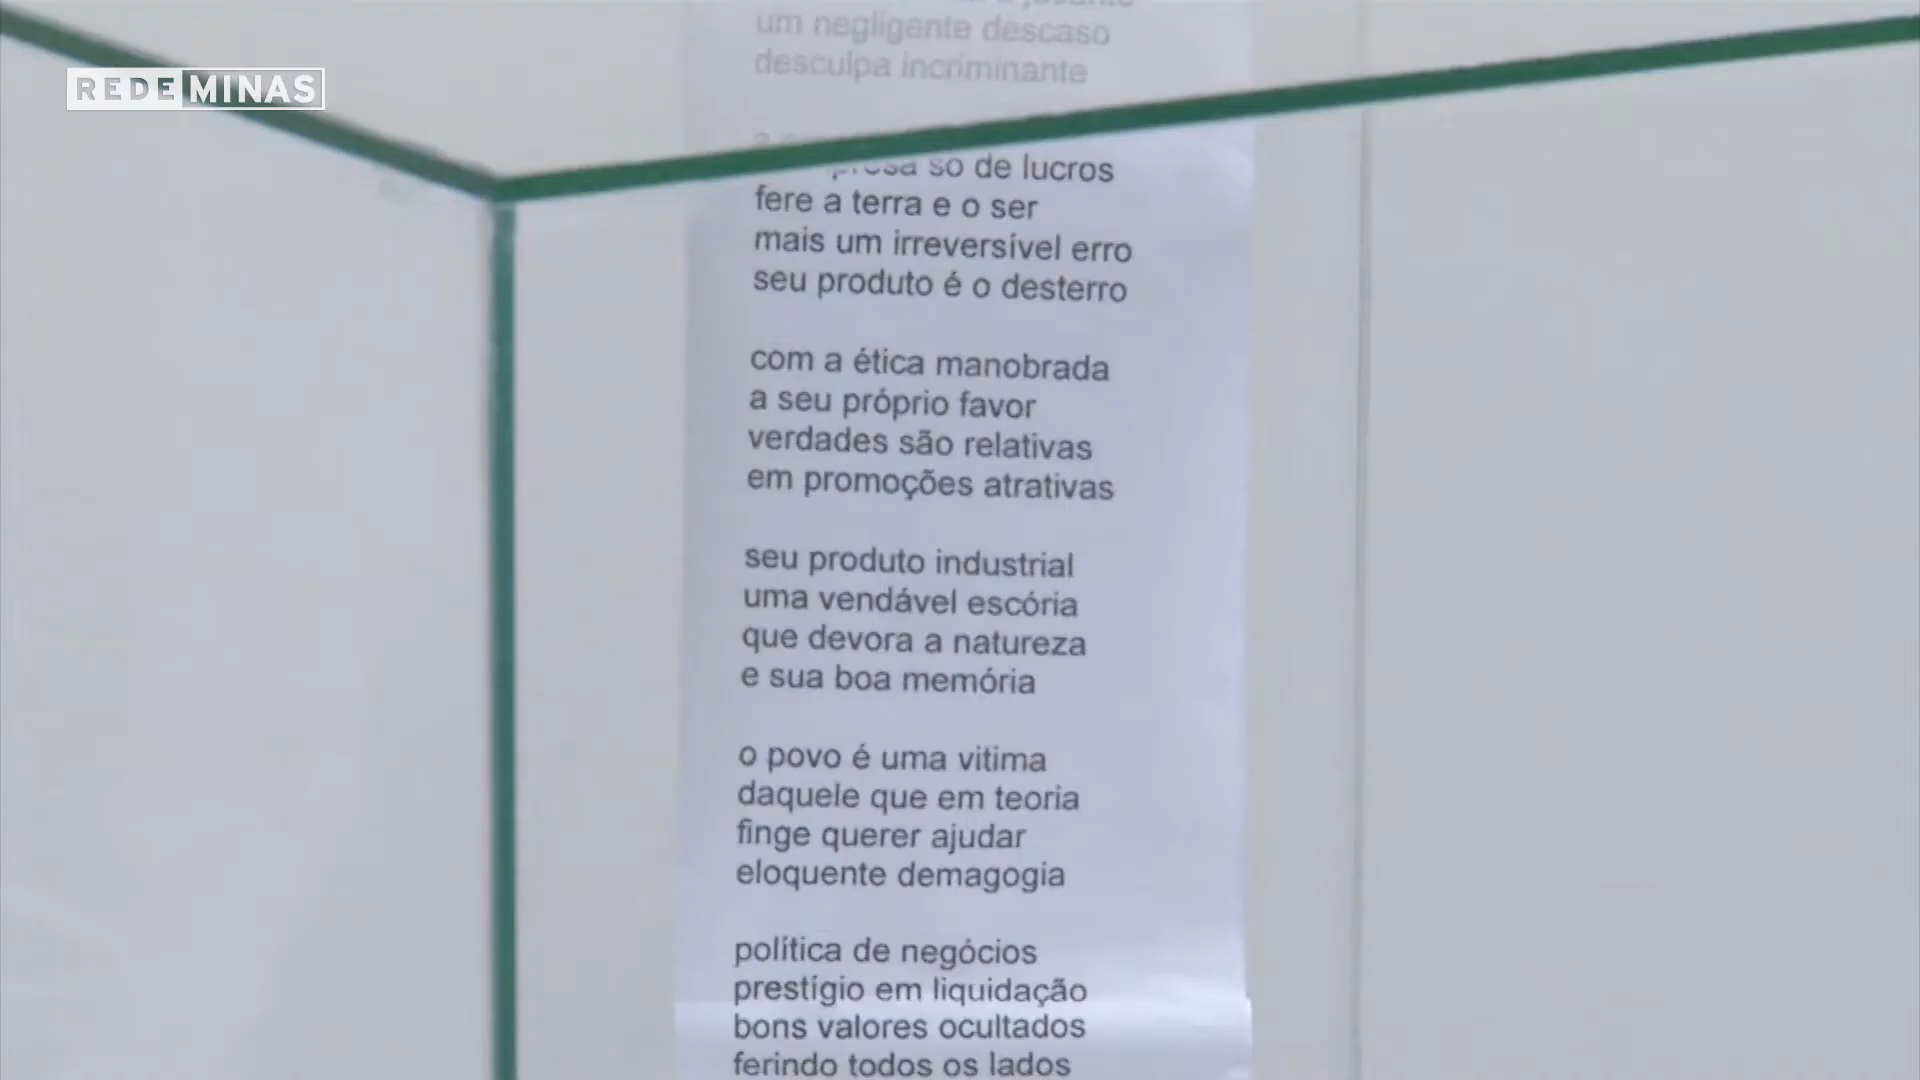 REDE MINAS
um negligente descaso
desculpa incriminante
so de lucros
fere a terra e o ser
mais um irreversível erro
seu produto é o desterro
com a ética manobrada
a seu próprio favor
verdades são relativas
em promoções atrativas
seu produto industrial
uma vendável escória
que devora a natureza
e sua boa memória
o povo é uma vitima
daquele que em teoria
finge querer ajudar
eloquente demagogia
política de negócios
prestígio em liquidação
bons valores ocultados
ferindo todos os lados